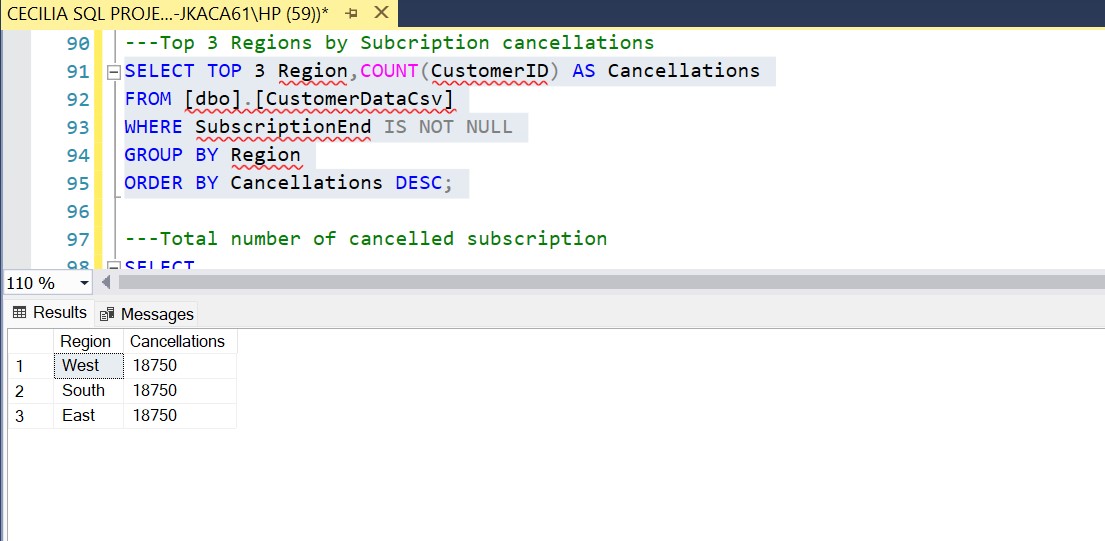 CECILIA SQL PROJE...-JKACA61\HP (59))*
90 ---Top 3 Regions by Subcription cancellations
91 SELECT TOP 3 Region,COUNT(CustomerID) AS Cancellations
92 FROM [dbo].[CustomerDataCsv]
93 WHERE SubscriptionEnd IS NOT NULL
94 GROUP BY Region
95 ORDER BY Cancellations DESC;
96
97 ---Total number of cancelled subscription
98 SELECT
110 %
Results Messages
Region Cancellations
1 West 18750
2 South 18750
3 East 18750